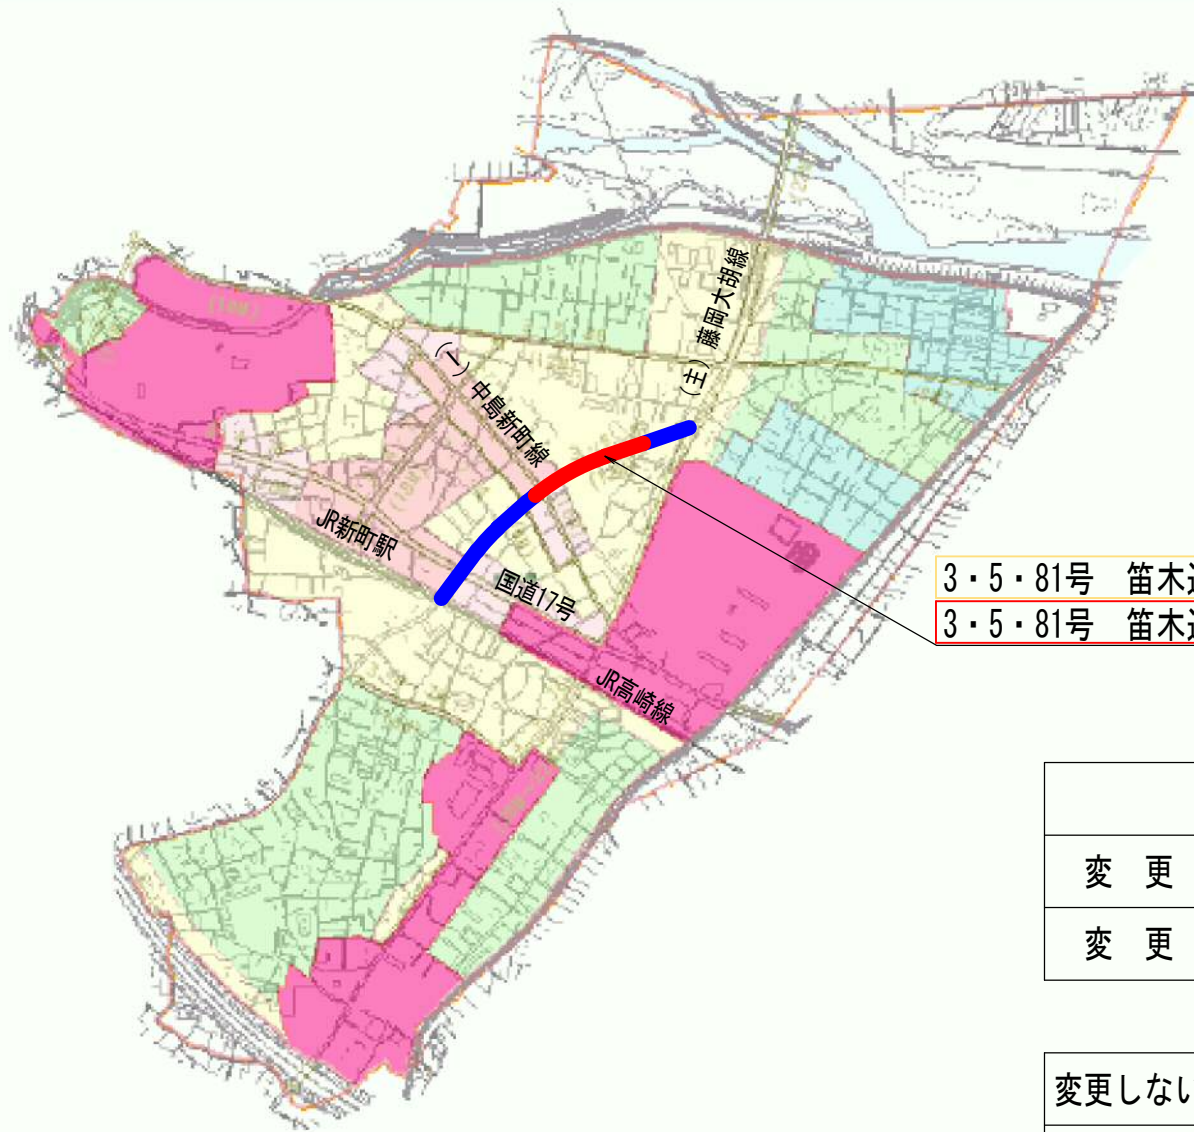 (主) 藤岡大胡線
(一) 中島新町線
JR新町駅
国道17号
3・5・81号 笛木
3・5・81号 笛木
JR高崎線
変 更
変 更
変更しない